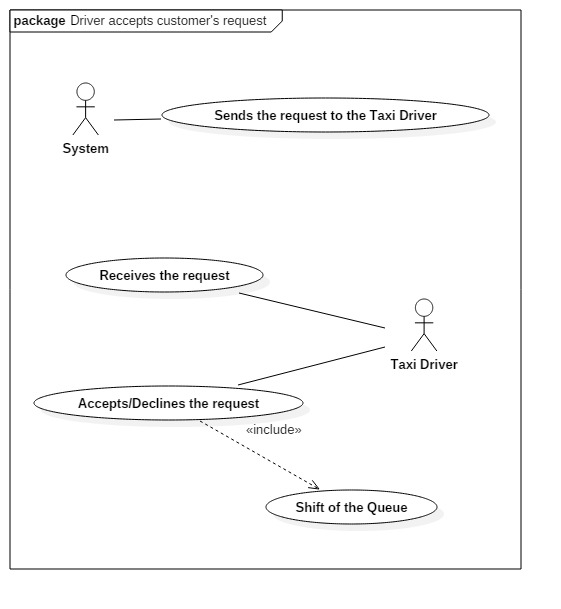 package Driver accepts customer's request
Sends the request to the Taxi Driver
System
Receives the request
Taxi Driver
Accepts/Declines the request
«include»
Shift of the Queue